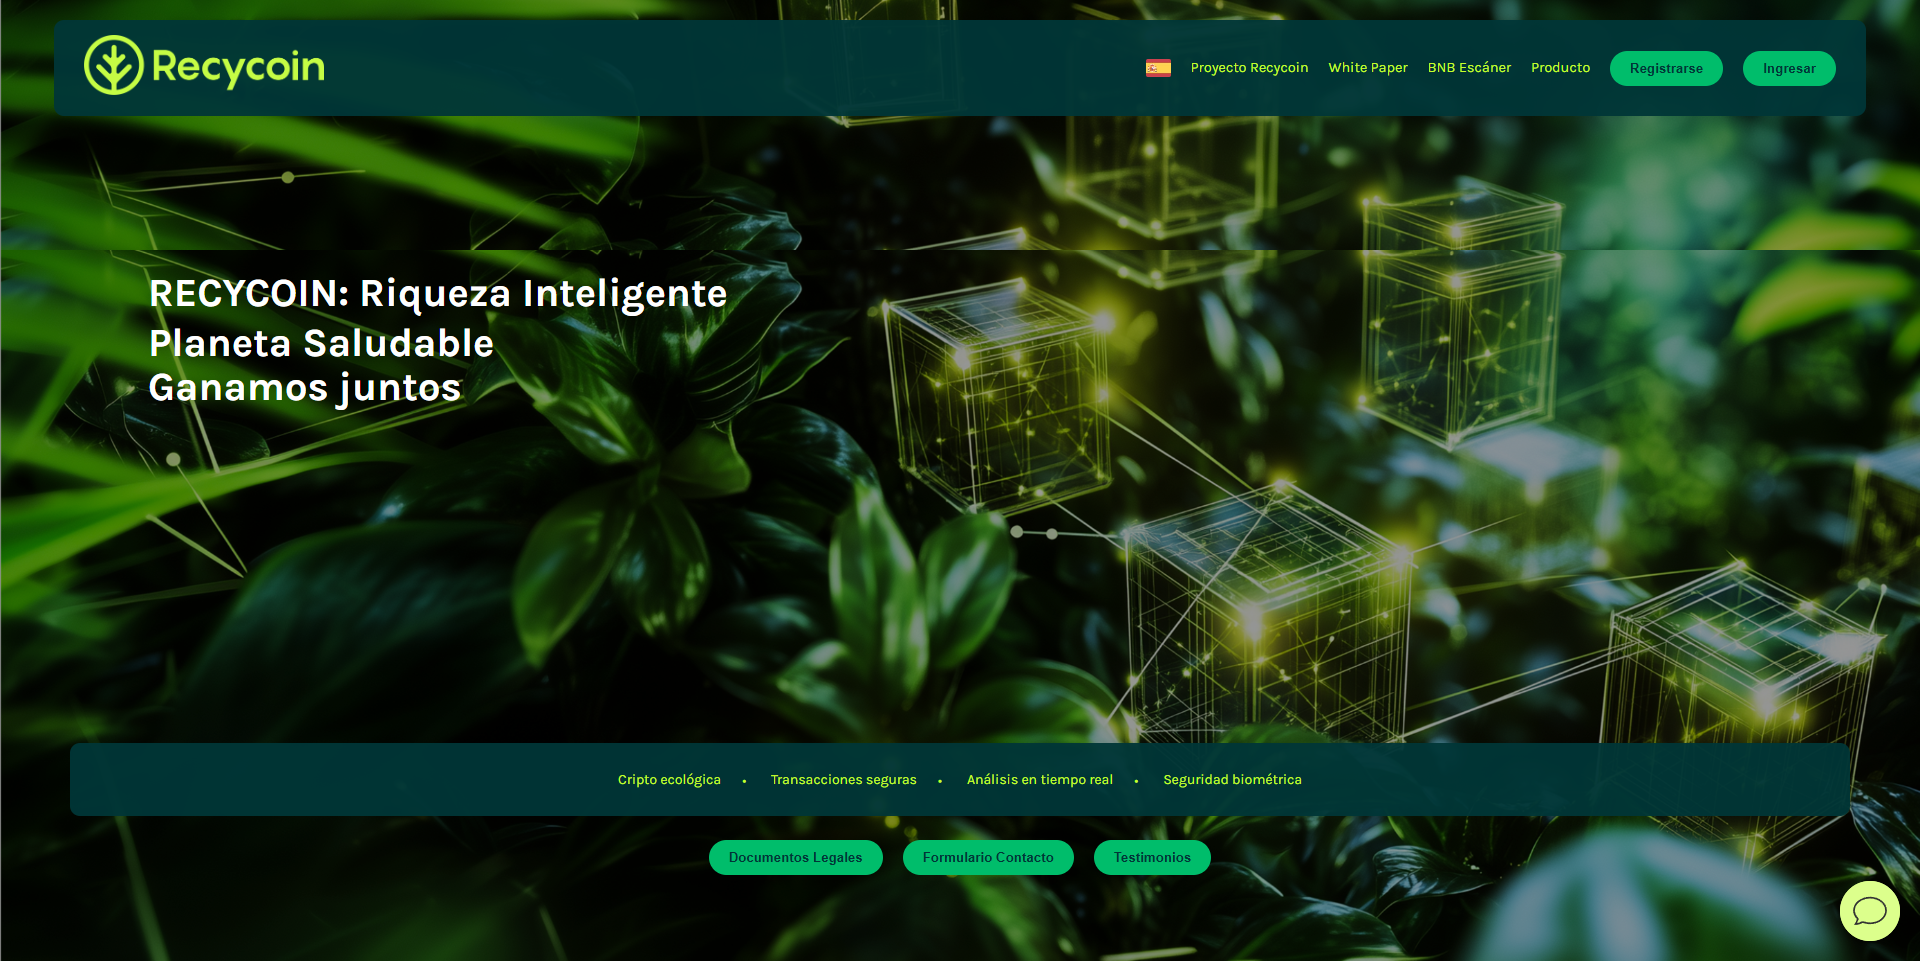 Recycoin
Proyecto Recycoin
White Paper
BNB Escáner
Producto
Registrarse
Ingresar
RECYCOIN: Riqueza Inteligente
Planeta Saludable
Ganamos juntos
Cripto ecológica • Transacciones seguras • Análisis en tiempo real • Seguridad biométrica
Documentos Legales
Formulario Contacto
Testimonios